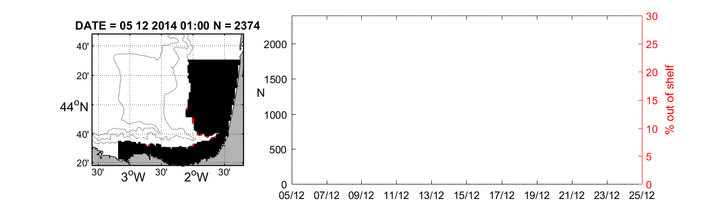 DATE = 05 12 2014 01:00 N = 2374
40'
20'
44°N
40'
20'
30' 3°W 30' 2°W 30'
N
2000
1500
1000
500
0
05/12 07/12 09/12 11/12 13/12 15/12 17/12 19/12 21/12 23/12 25/12
30
25
20
15
10
5
0
% out of shelf